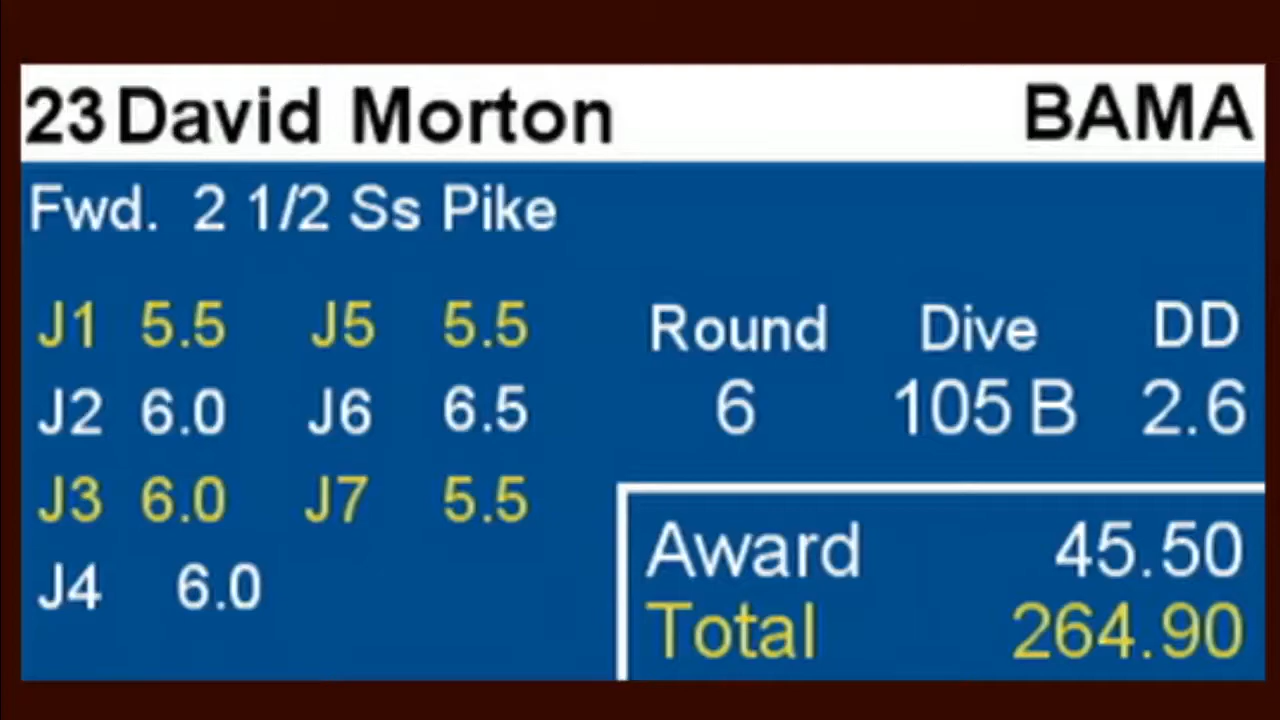 23 David Morton BAMA
Fwd. 2 1/2 Ss Pike
J1 5.5 J5 5.5 Round Dive DD
J2 6.0 J6 6.5 6 105 B 2.6
J3 6.0 J7 5.5
J4 6.0
Award 45.50
Total 264.90